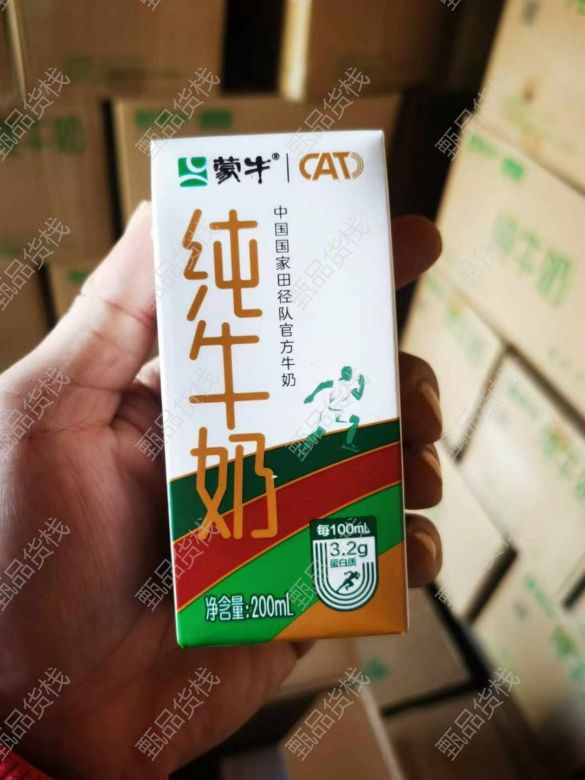 蒙牛® | CAT
纯牛奶
中国国家田径队官方牛奶
每100mL
3.2g
蛋白质
净含量:200mL
甄品货栈